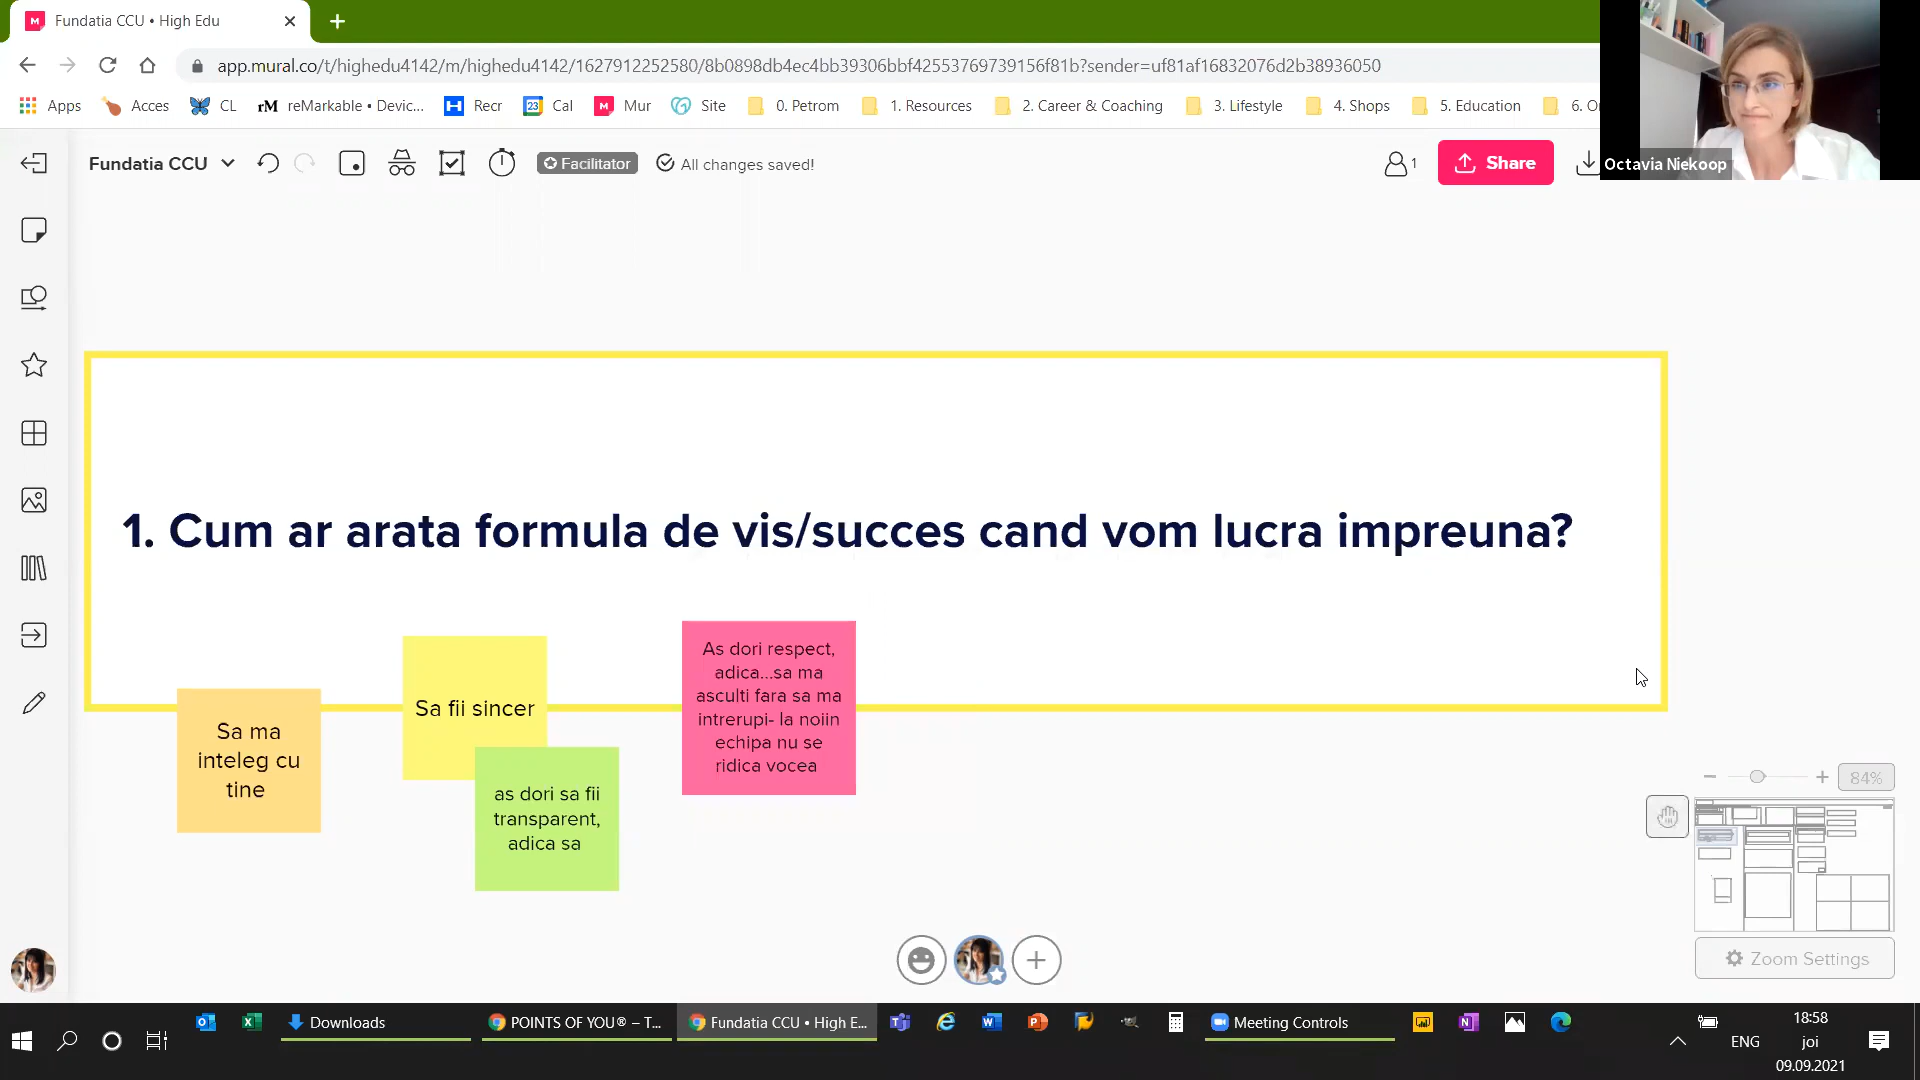 Fundatia CCU • High Edu
app.mural.co/t/highedu4142/m/highedu4142/1627912252580/8b0898db4ec4bb39306bbf42553769739156f81b?sender=uf81af16832076d2b38936050
Apps Acces CL reMarkable • Devic... Recr Cal Mur Site 0. Petrom 1. Resources 2. Career & Coaching 3. Lifestyle 4. Shops 5. Education 6. O
Fundatia CCU Facilitator All changes saved! 1 Share
Octavia Niekoop
1. Cum ar arata formula de vis/succes cand vom lucra impreuna?
Sa ma
inteleg cu
tine
Sa fii sincer
as dori sa fii
transparent,
adica sa
As dori respect,
adica...sa ma
asculti fara sa ma
intrerupi- la noiin
echipa nu se
ridica vocea
84%
Zoom Settings
Downloads POINTS OF YOU® – T... Fundatia CCU • High E... Meeting Controls
ENG
18:58
joi
09.09.2021